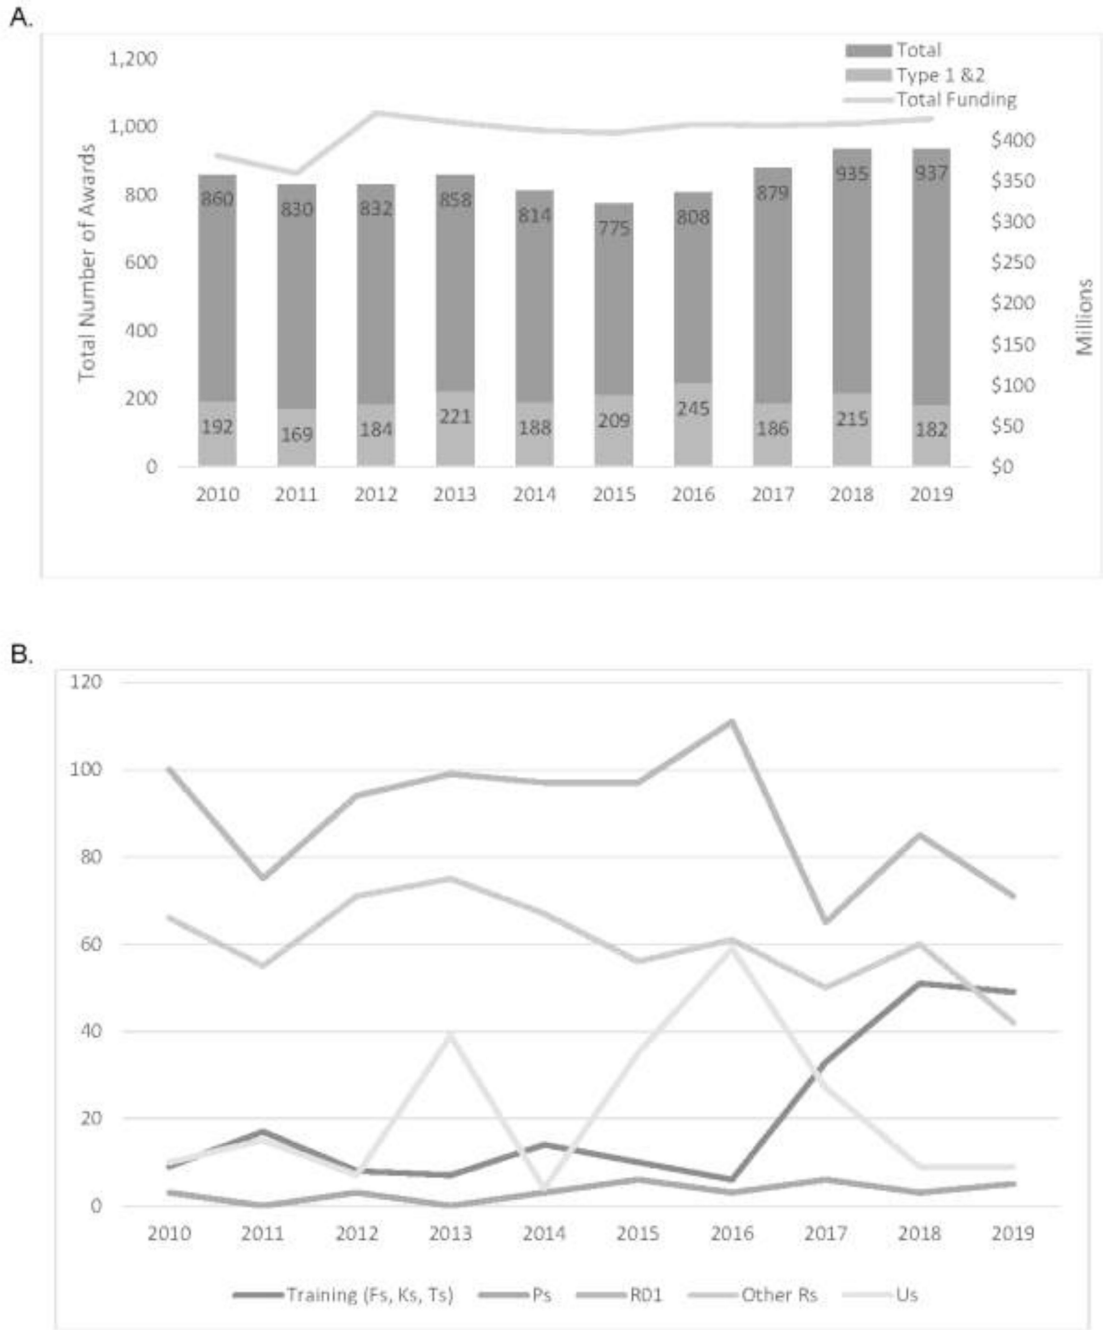 A.
Total
Type 1 &2
Total Funding
Total Number of Awards
1,200
1,000
800
600
400
200
0
860 830 832 858 814 775 808 879 935 937
192 169 184 221 188 209 245 186 215 182
$400
$350
$300
$250
$200
$150
$100
$50
$0
Millions
2010 2011 2012 2013 2014 2015 2016 2017 2018 2019
B.
120
100
80
60
40
20
0
2010 2011 2012 2013 2014 2015 2016 2017 2018 2019
Training (Fs, Ks, Ts) Ps R01 Other Rs Us